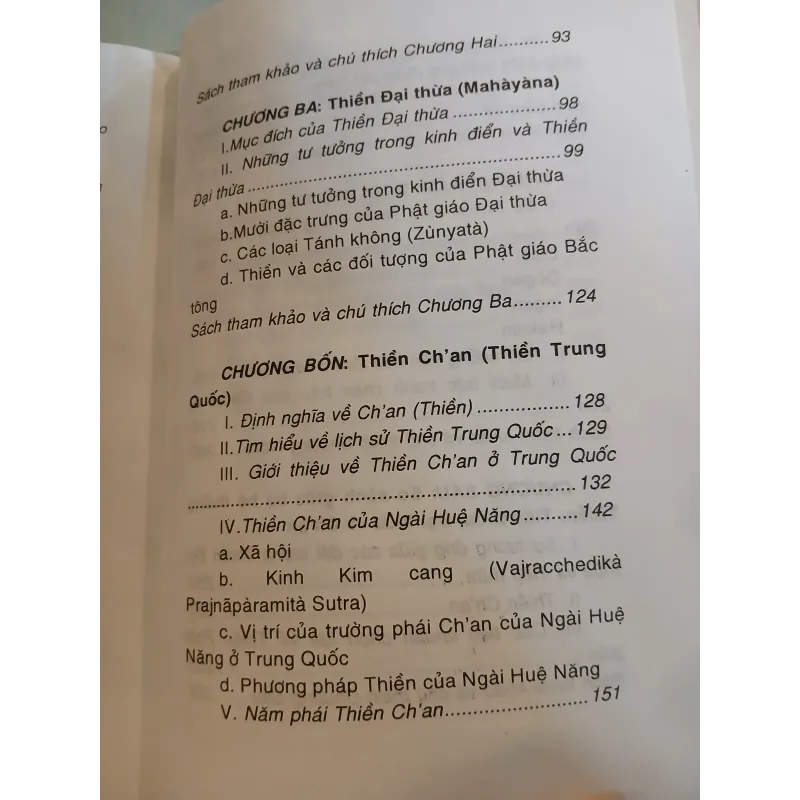 Sách tham khảo và chú thích Chương Hai..........93
CHƯƠNG BA: Thiền Đại thừa (Mahàyàna)
I.Mục đích của Thiền Đại thừa ..................98
II. Những tư tưởng trong kinh điển và Thiền
Đại thừa ............................................................99
a. Những tư tưởng trong kinh điển Đại thừa
b.Mười đặc trưng của Phật giáo Đại thừa
c. Các loại Tánh không (Zùnyatà)
d. Thiền và các đối tượng của Phật giáo Bắc
tông
Sách tham khảo và chú thích Chương Ba.........124
CHƯƠNG BỐN: Thiền Ch'an (Thiền Trung
Quốc)
I. Định nghĩa về Ch'an (Thiền) .................128
II.Tìm hiểu về lịch sử Thiền Trung Quốc...129
III. Giới thiệu về Thiền Ch'an ở Trung Quốc
......................................................................132
IV.Thiền Ch'an của Ngài Huệ Năng..........142
a. Xã hội
b. Kinh Kim cang (Vajracchedikà
Prajnãpàramità Sutra)
c. Vị trí của trường phái Ch'an của Ngài Huệ
Năng ở Trung Quốc
d. Phương pháp Thiền của Ngài Huệ Năng
V. Năm phái Thiền Ch'an..........................151